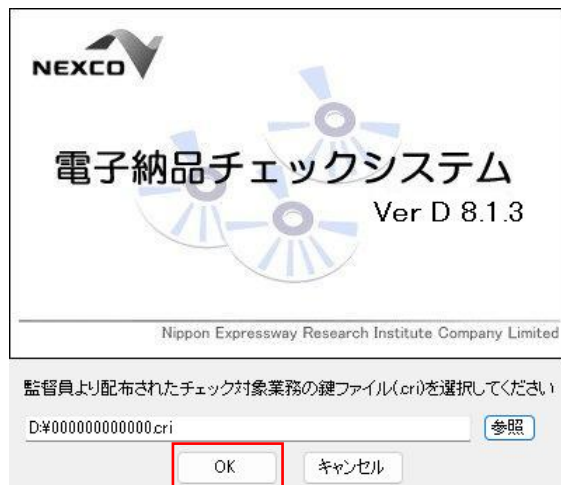 NEXCO
電子納品チェックシステム
Ver D 8.1.3
Nippon Expressway Research Institute Company Limited
監督員より配布されたチェック対象業務の鍵ファイル(.cri)を選択してください
D:¥000000000000.cri
参照
OK
キャンセル